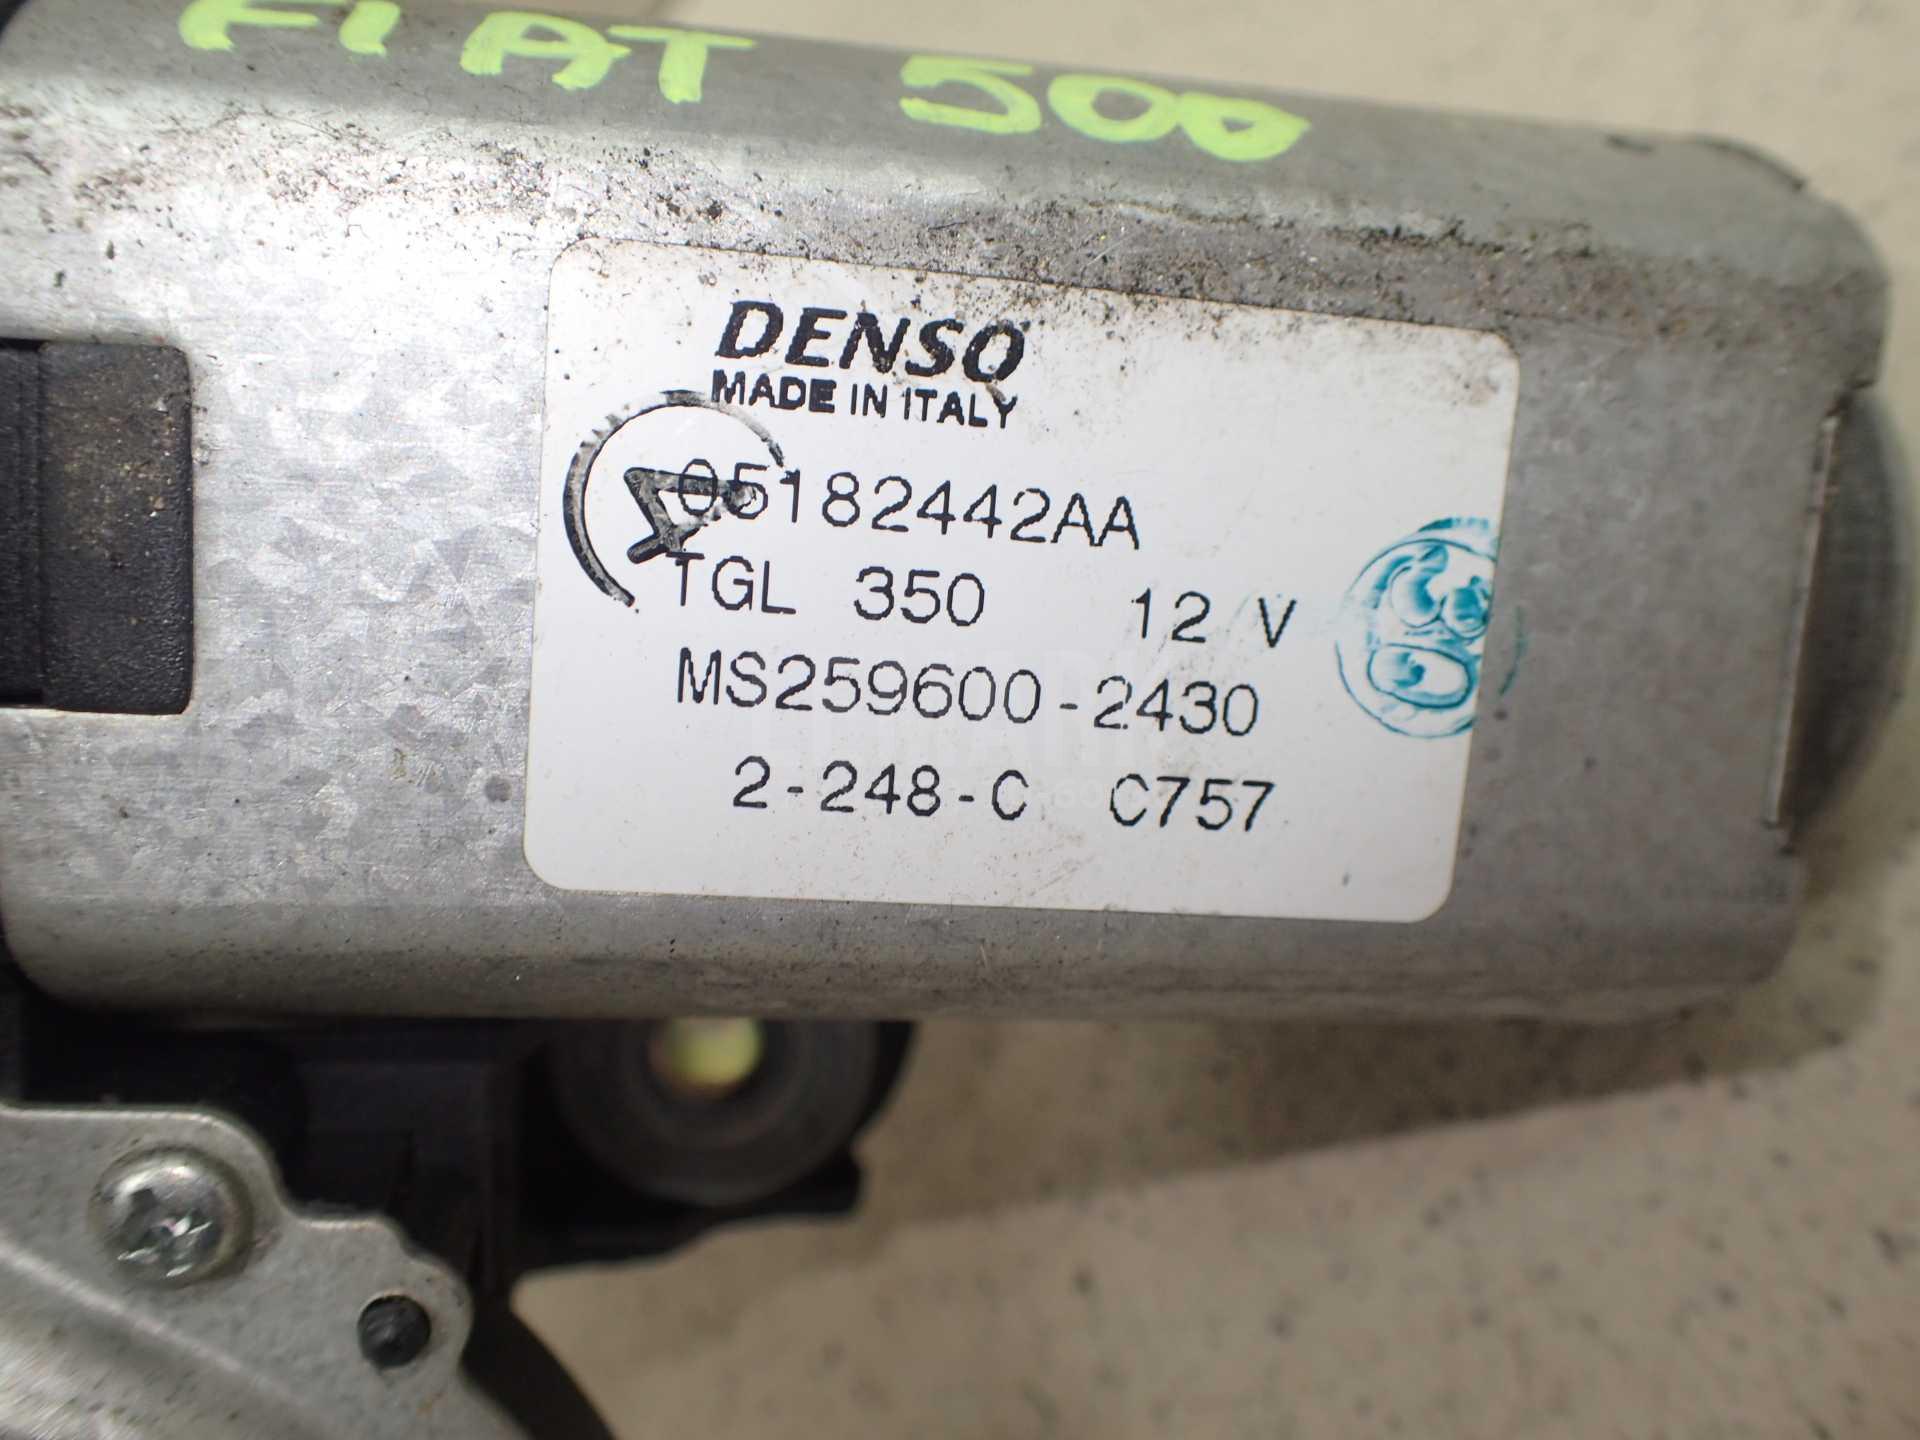 FIAT 500
DENSO
MADE IN ITALY
05182442AA
TGL 350 12 V
MS259600-2430
2-248-C C757